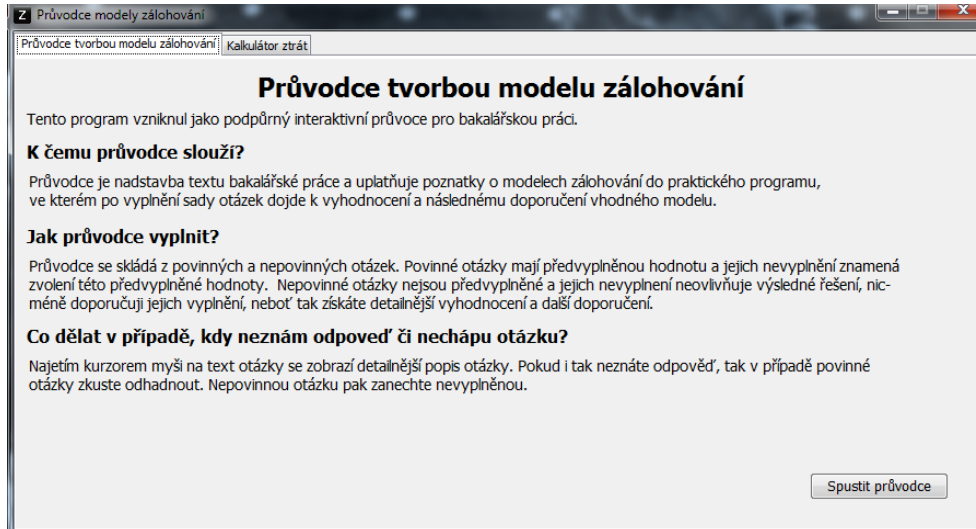 Z Průvodce modely zálohování
Průvodce tvorbou modelu zálohování Kalkulátor ztrát
Průvodce tvorbou modelu zálohování
Tento program vzniknul jako podpůrný interaktivní průvoce pro bakalářskou práci.
K čemu průvodce slouží?
Průvodce je nadstavba textu bakalářské práce a uplatňuje poznatky o modelech zálohování do praktického programu,
ve kterém po vyplnění sady otázek dojde k vyhodnocení a následnému doporučení vhodného modelu.
Jak průvodce vyplnit?
Průvodce se skládá z povinných a nepovinných otázek. Povinné otázky mají předvyplněnou hodnotu a jejich nevyplnění znamená
zvolení této předvyplněné hodnoty. Nepovinné otázky nejsou předvyplněné a jejich nevyplnení neovlivňuje výsledné řešení, nic-
méně doporučuji jejich vyplnění, neboť tak získáte detailnější vyhodnocení a další doporučení.
Co dělat v případě, kdy neznám odpoveď či nechápu otázku?
Najetím kurzorem myši na text otázky se zobrazí detailnější popis otázky. Pokud i tak neznáte odpověď, tak v případě povinné
otázky zkuste odhadnout. Nepovinnou otázku pak zanechte nevyplněnou.
Spustit průvodce